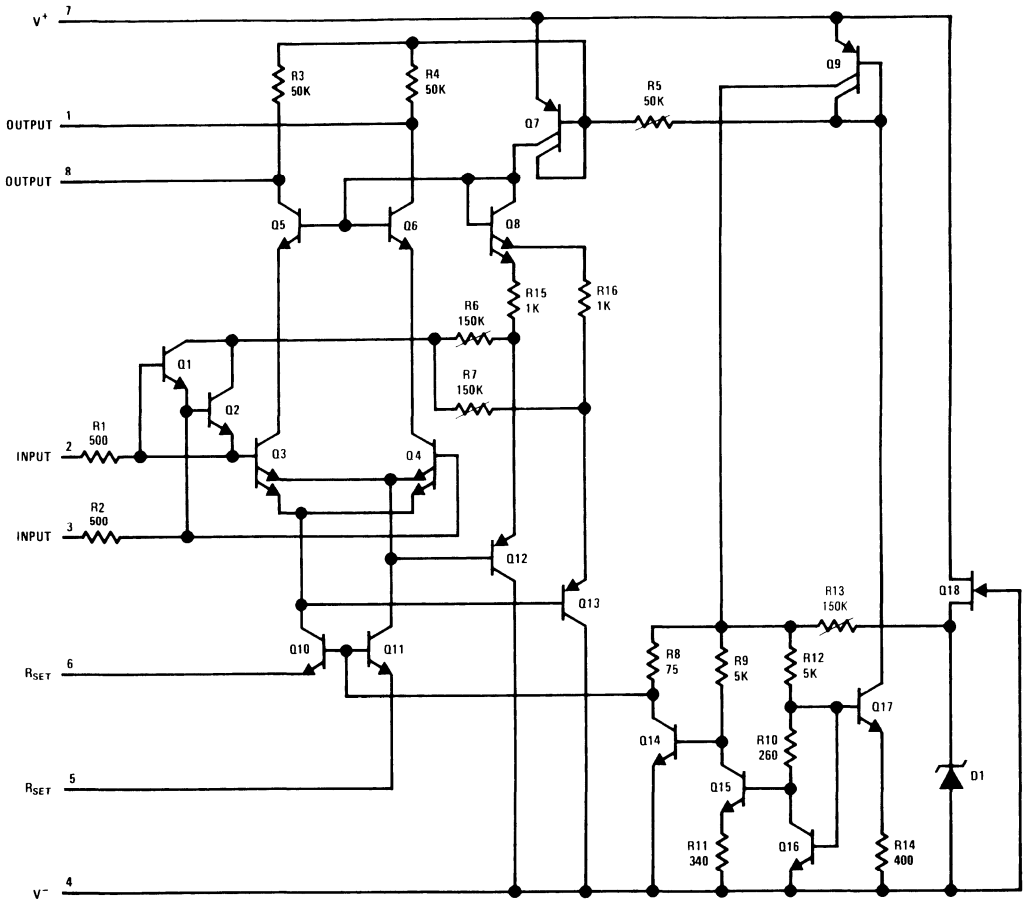 V+ 7
Q9
R3
50K
R4
50K
R5
50K
1
OUTPUT
Q7
8
OUTPUT
Q5
Q6
Q8
R15
1K
R16
1K
R6
150K
Q1
R7
150K
Q2
R1
500
2
INPUT
Q3
Q4
R2
500
3
INPUT
Q12
Q13
Q18
R13
150K
Q10
Q11
R8
75
R9
5K
R12
5K
6
RSET
Q17
Q14
R10
260
5
RSET
Q15
D1
R11
340
Q16
R14
400
4
V-